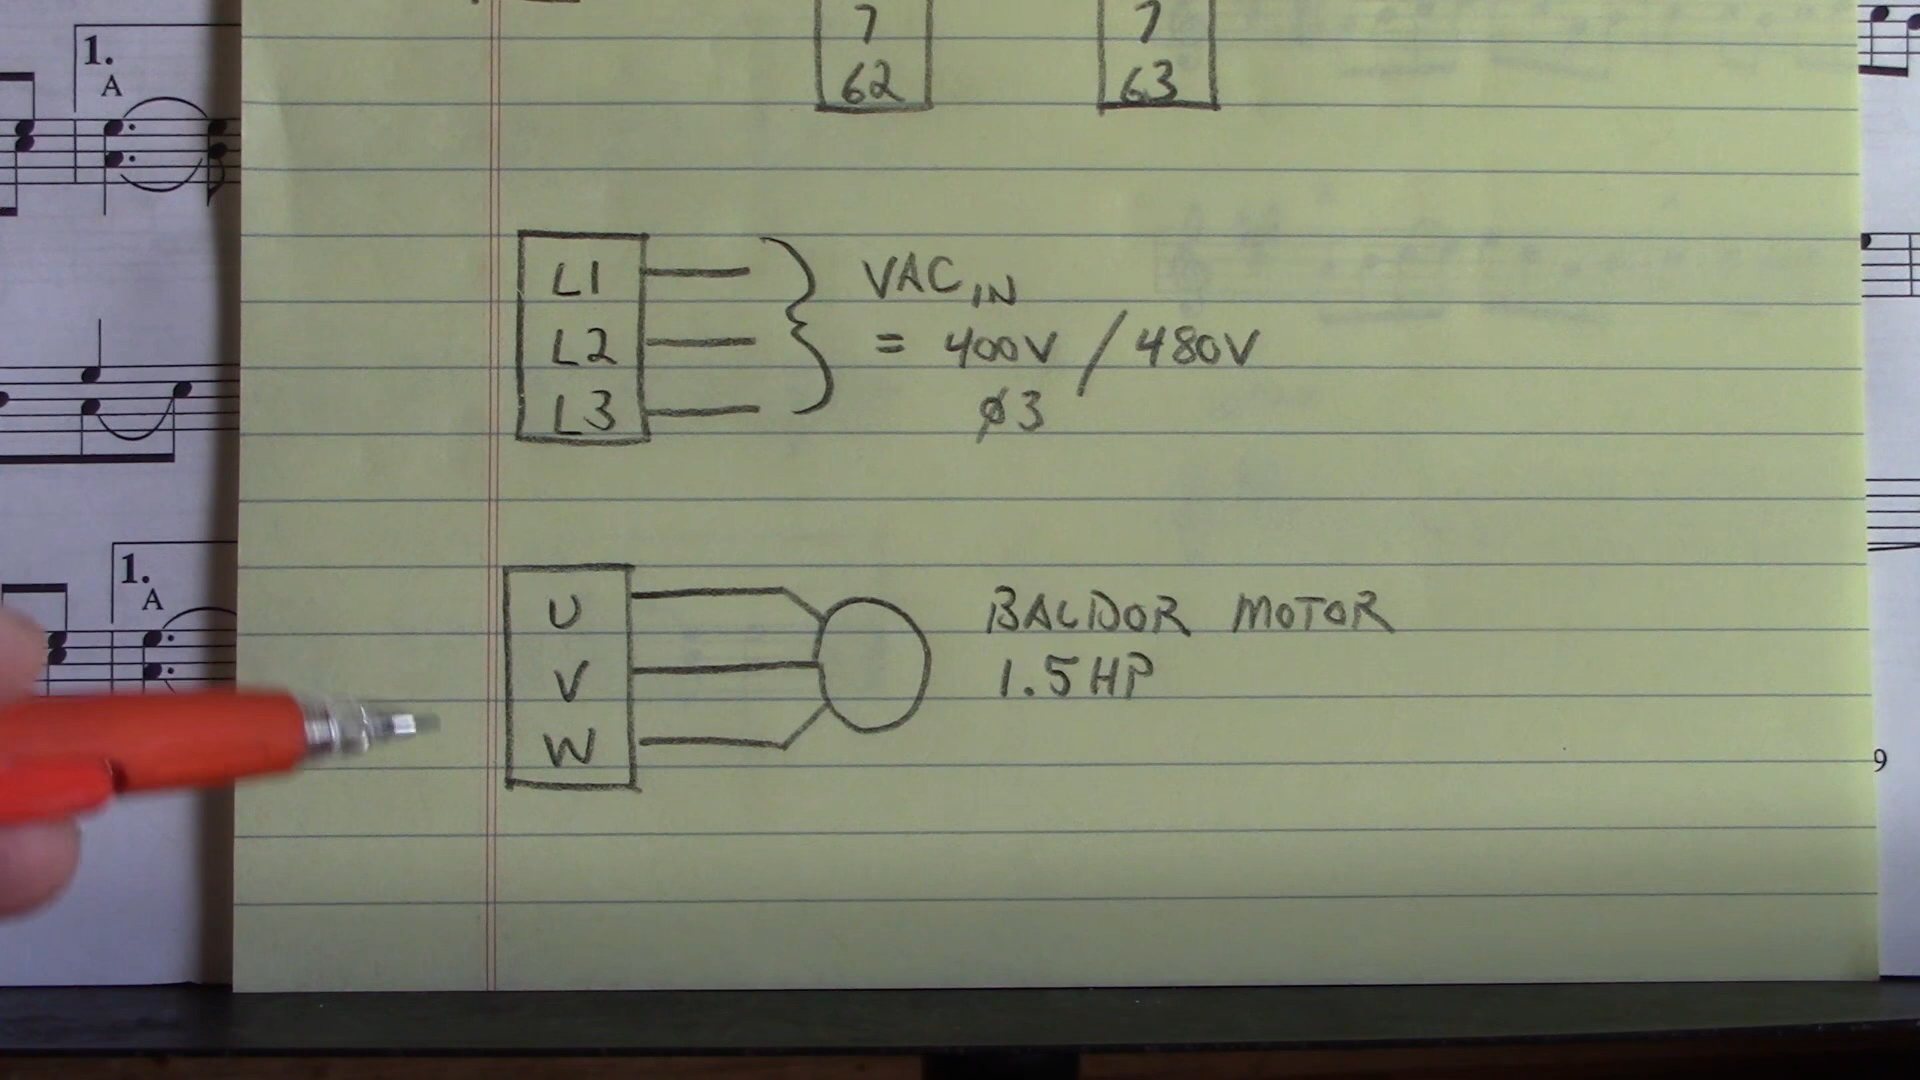 1.
A
7
62
7
63
L1
L2
L3
VAC IN
= 400V / 480V
ø3
1.
A
U
V
W
BALDOR MOTOR
1.5HP
9